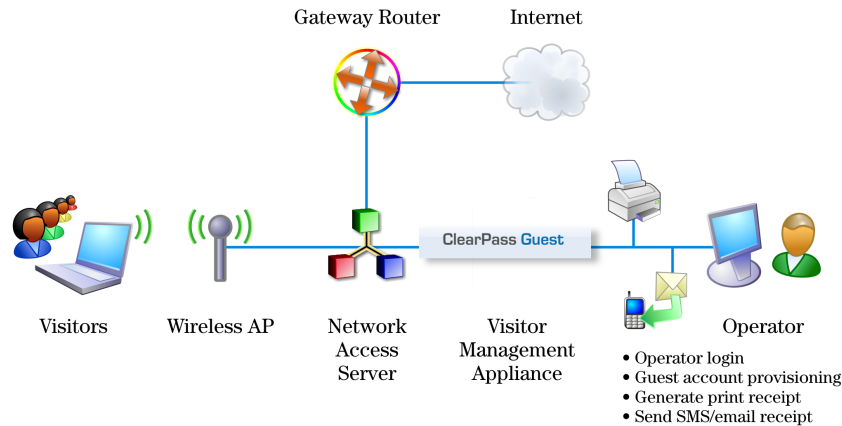 Gateway Router
Internet
ClearPass Guest
Visitors
Wireless AP
Network
Access
Server
Visitor
Management
Appliance
Operator
• Operator login
• Guest account provisioning
• Generate print receipt
• Send SMS/email receipt